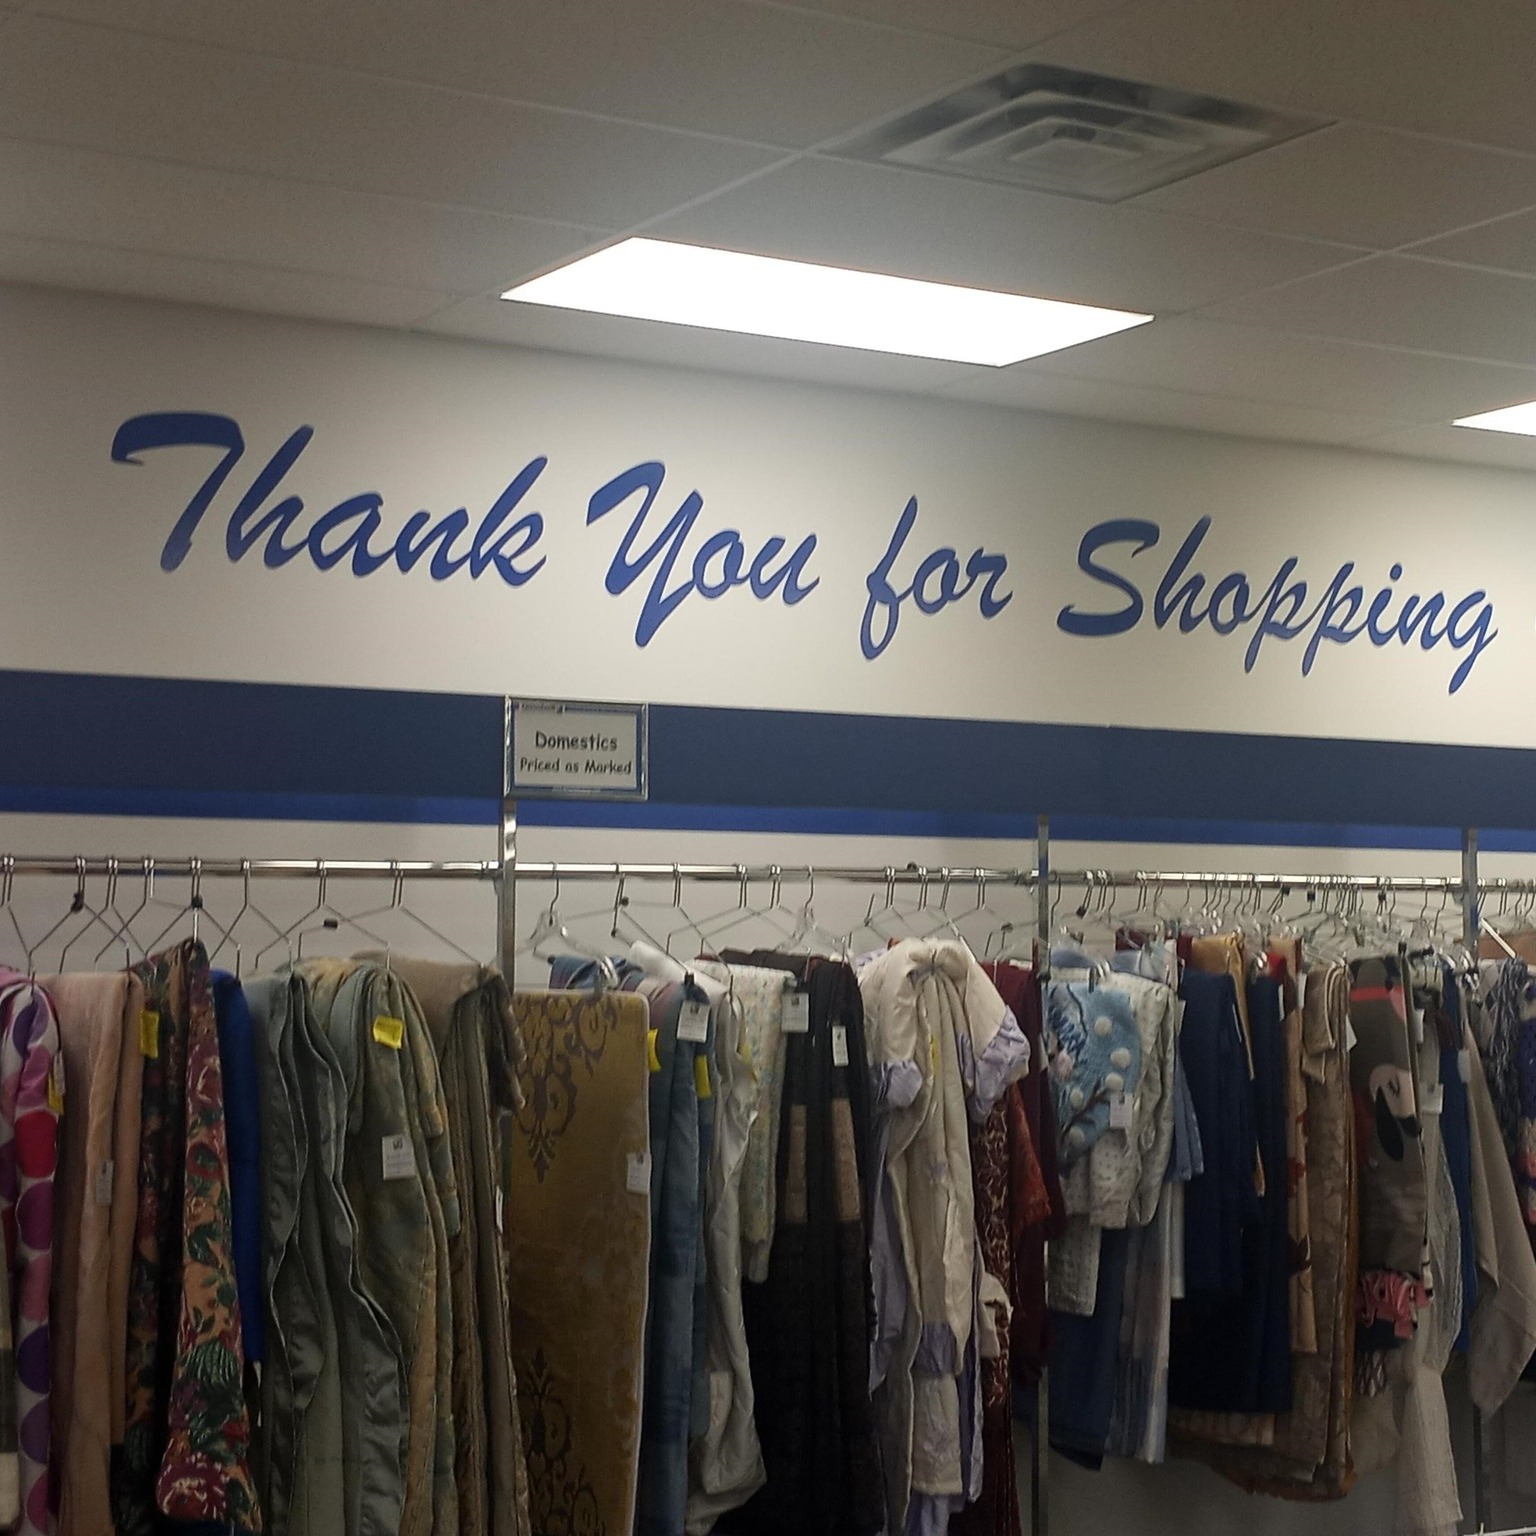 Thank You for Shopping
Domestics
Priced as Marked